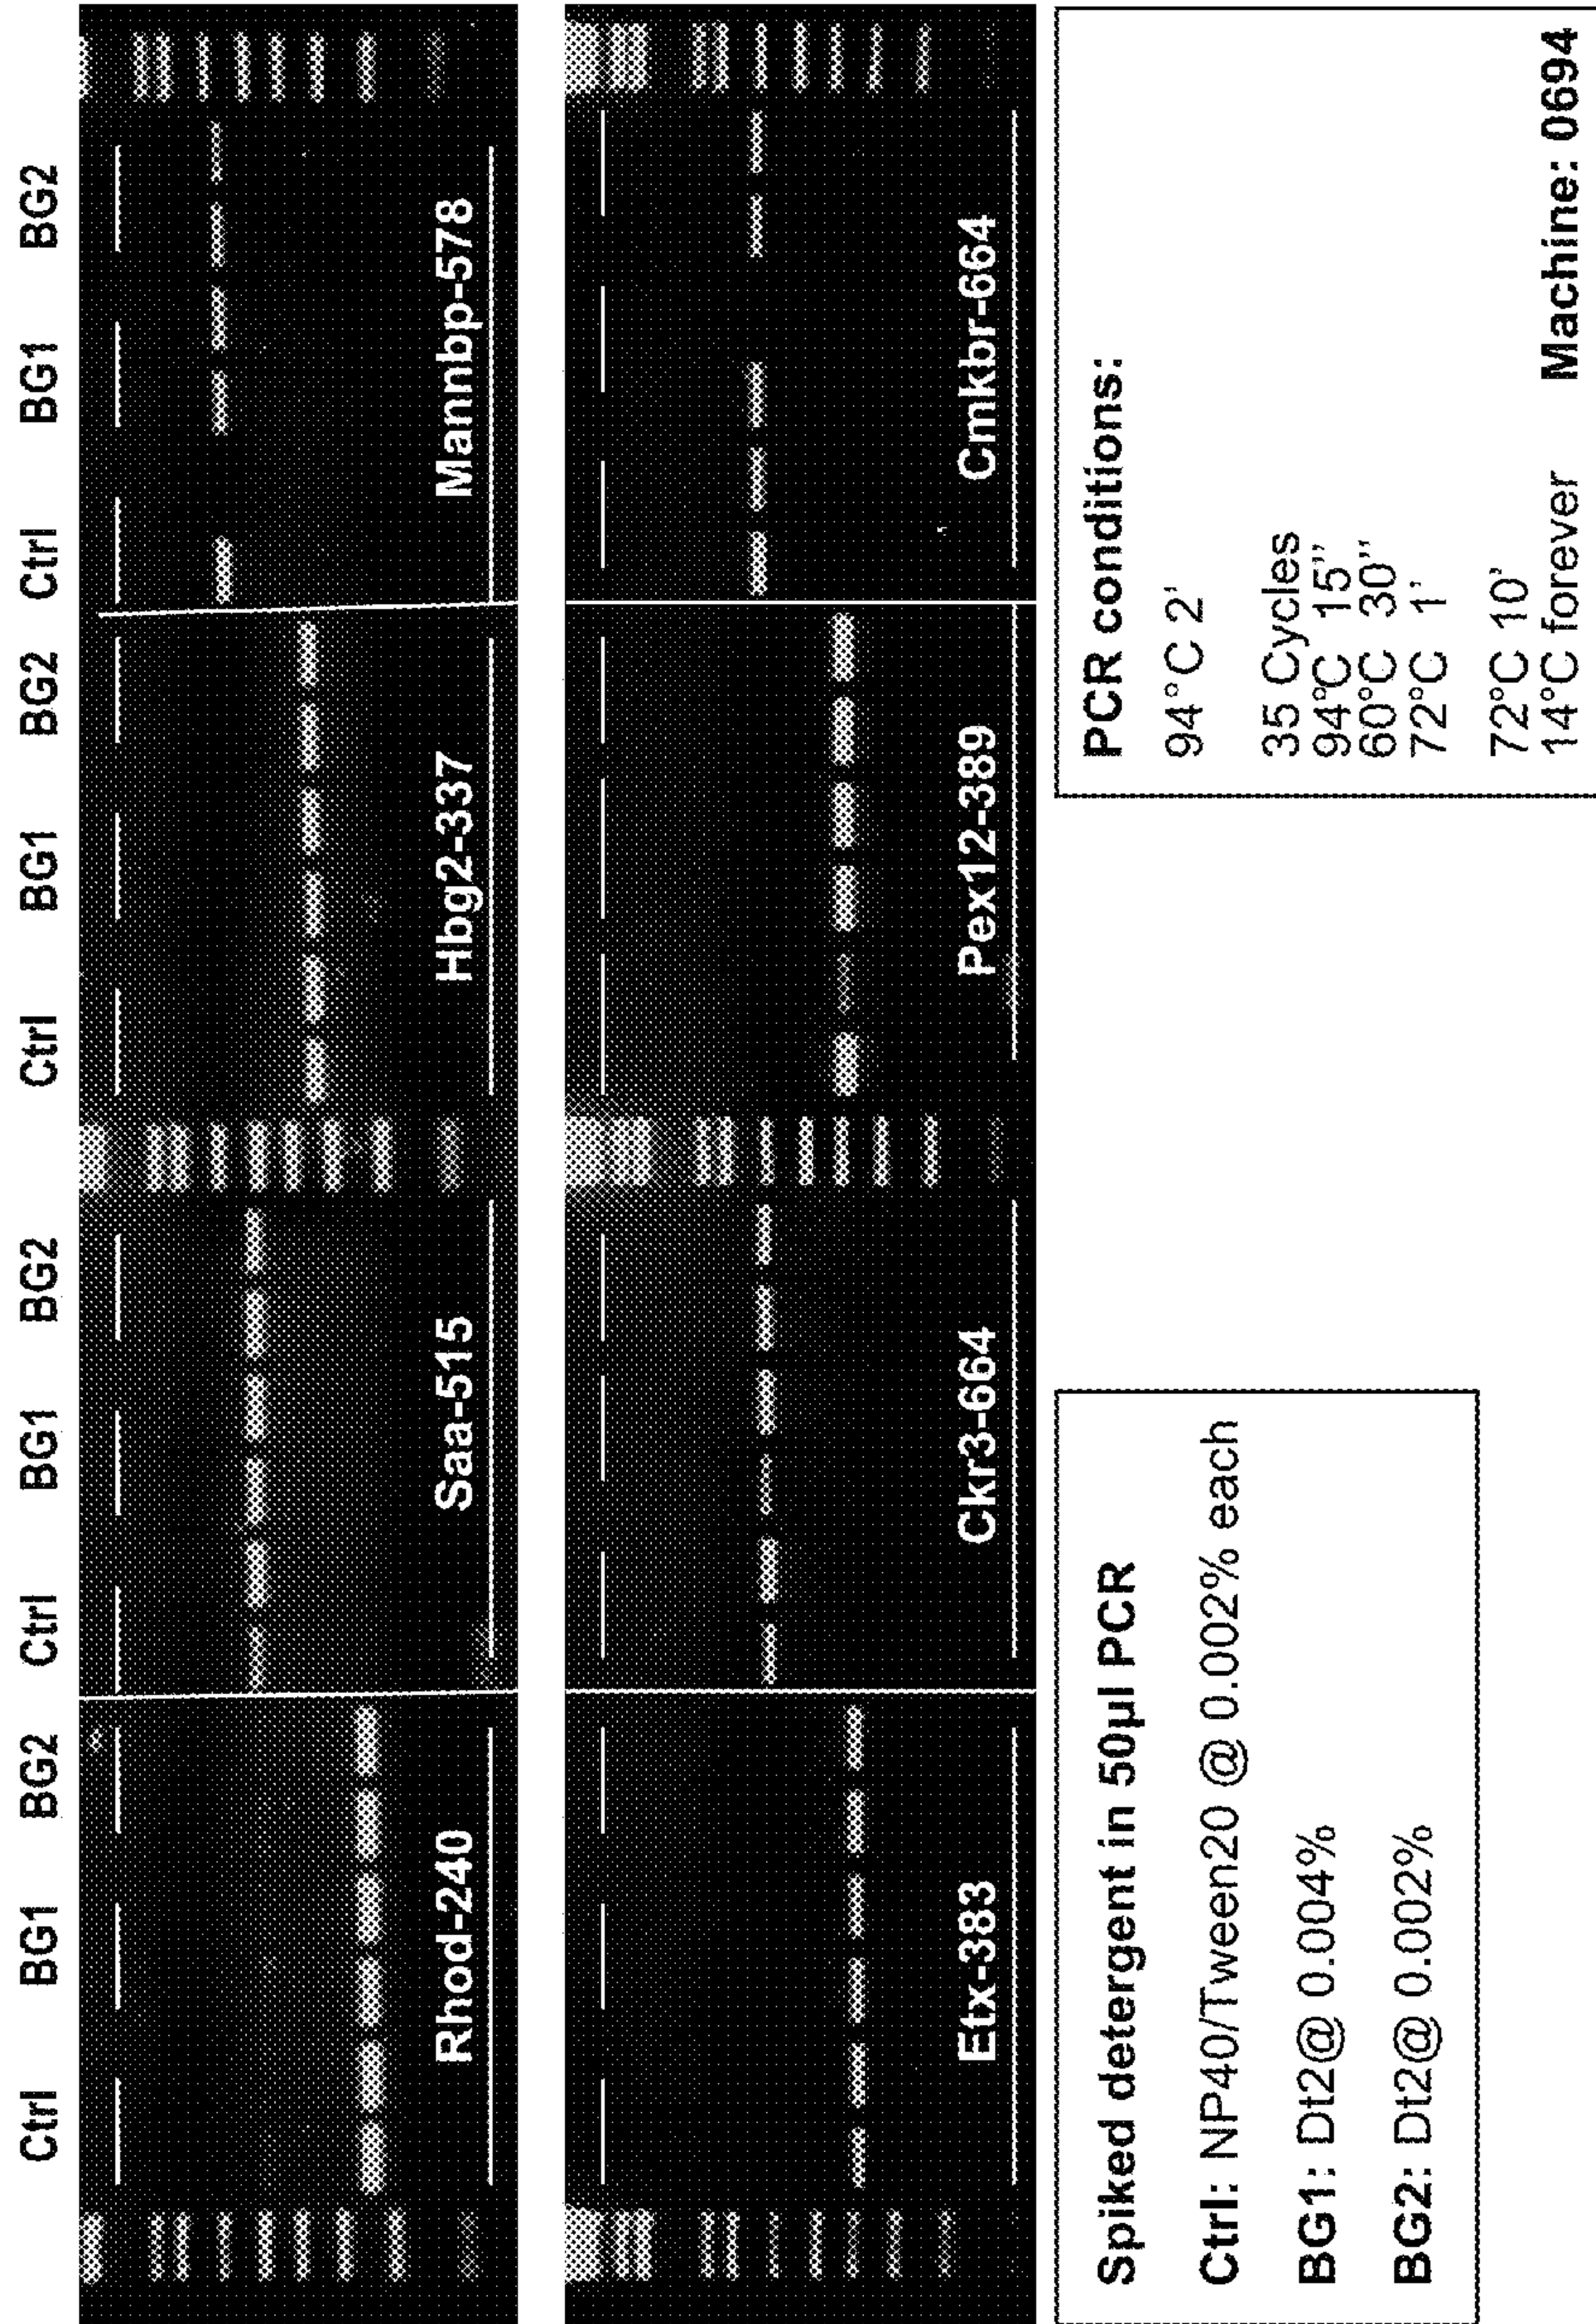 Ctrl BG1 BG2 Ctrl BG1 BG2 Ctrl BG1 BG2 Ctrl BG1 BG2
Rhod-240 Saa-515 Hbg2-337 Mannbp-578
Etx-383 Ckr3-664 Pex12-389 Cmkbr-664
Spiked detergent in 50µl PCR
Ctrl: NP40/Tween20 @ 0.002% each
BG1: Dt2@ 0.004%
BG2: Dt2@ 0.002%
PCR conditions:
94°C 2'
35 Cycles
94°C 15"
60°C 30"
72°C 1'
72°C 10'
14°C forever Machine: 0694